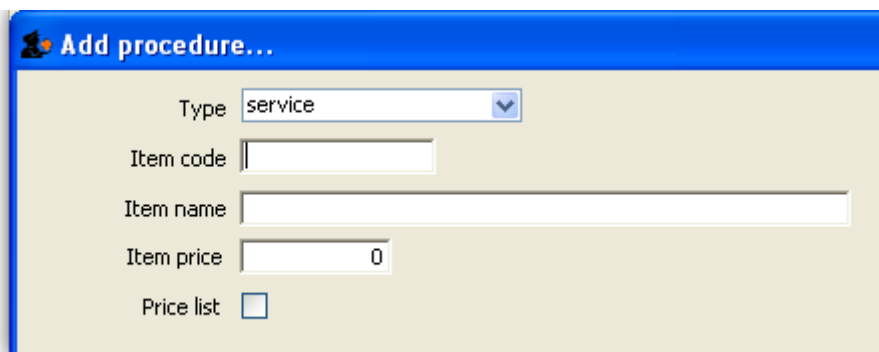 Add procedure...
Type service
Item code
Item name
Item price 0
Price list